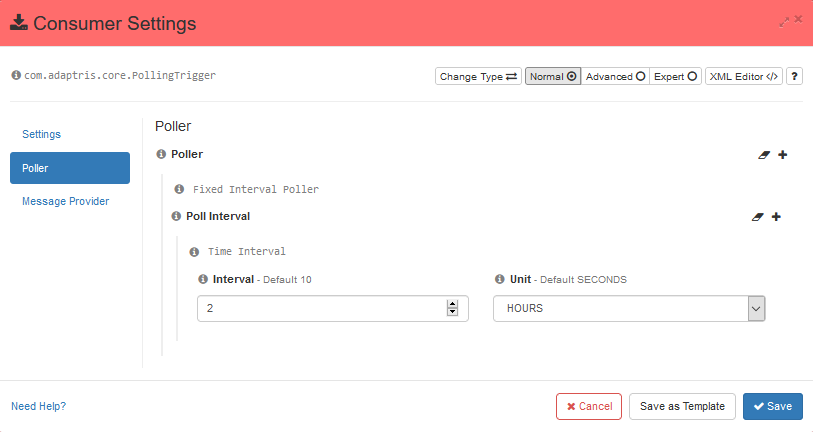 Consumer Settings
com.adaptris.core.PollingTrigger
Change Type Normal Advanced Expert XML Editor </> ?
Settings
Poller
Message Provider
Poller
Poller
Fixed Interval Poller
Poll Interval
Time Interval
Interval - Default 10 Unit - Default SECONDS
2 HOURS
Need Help? Cancel Save as Template Save